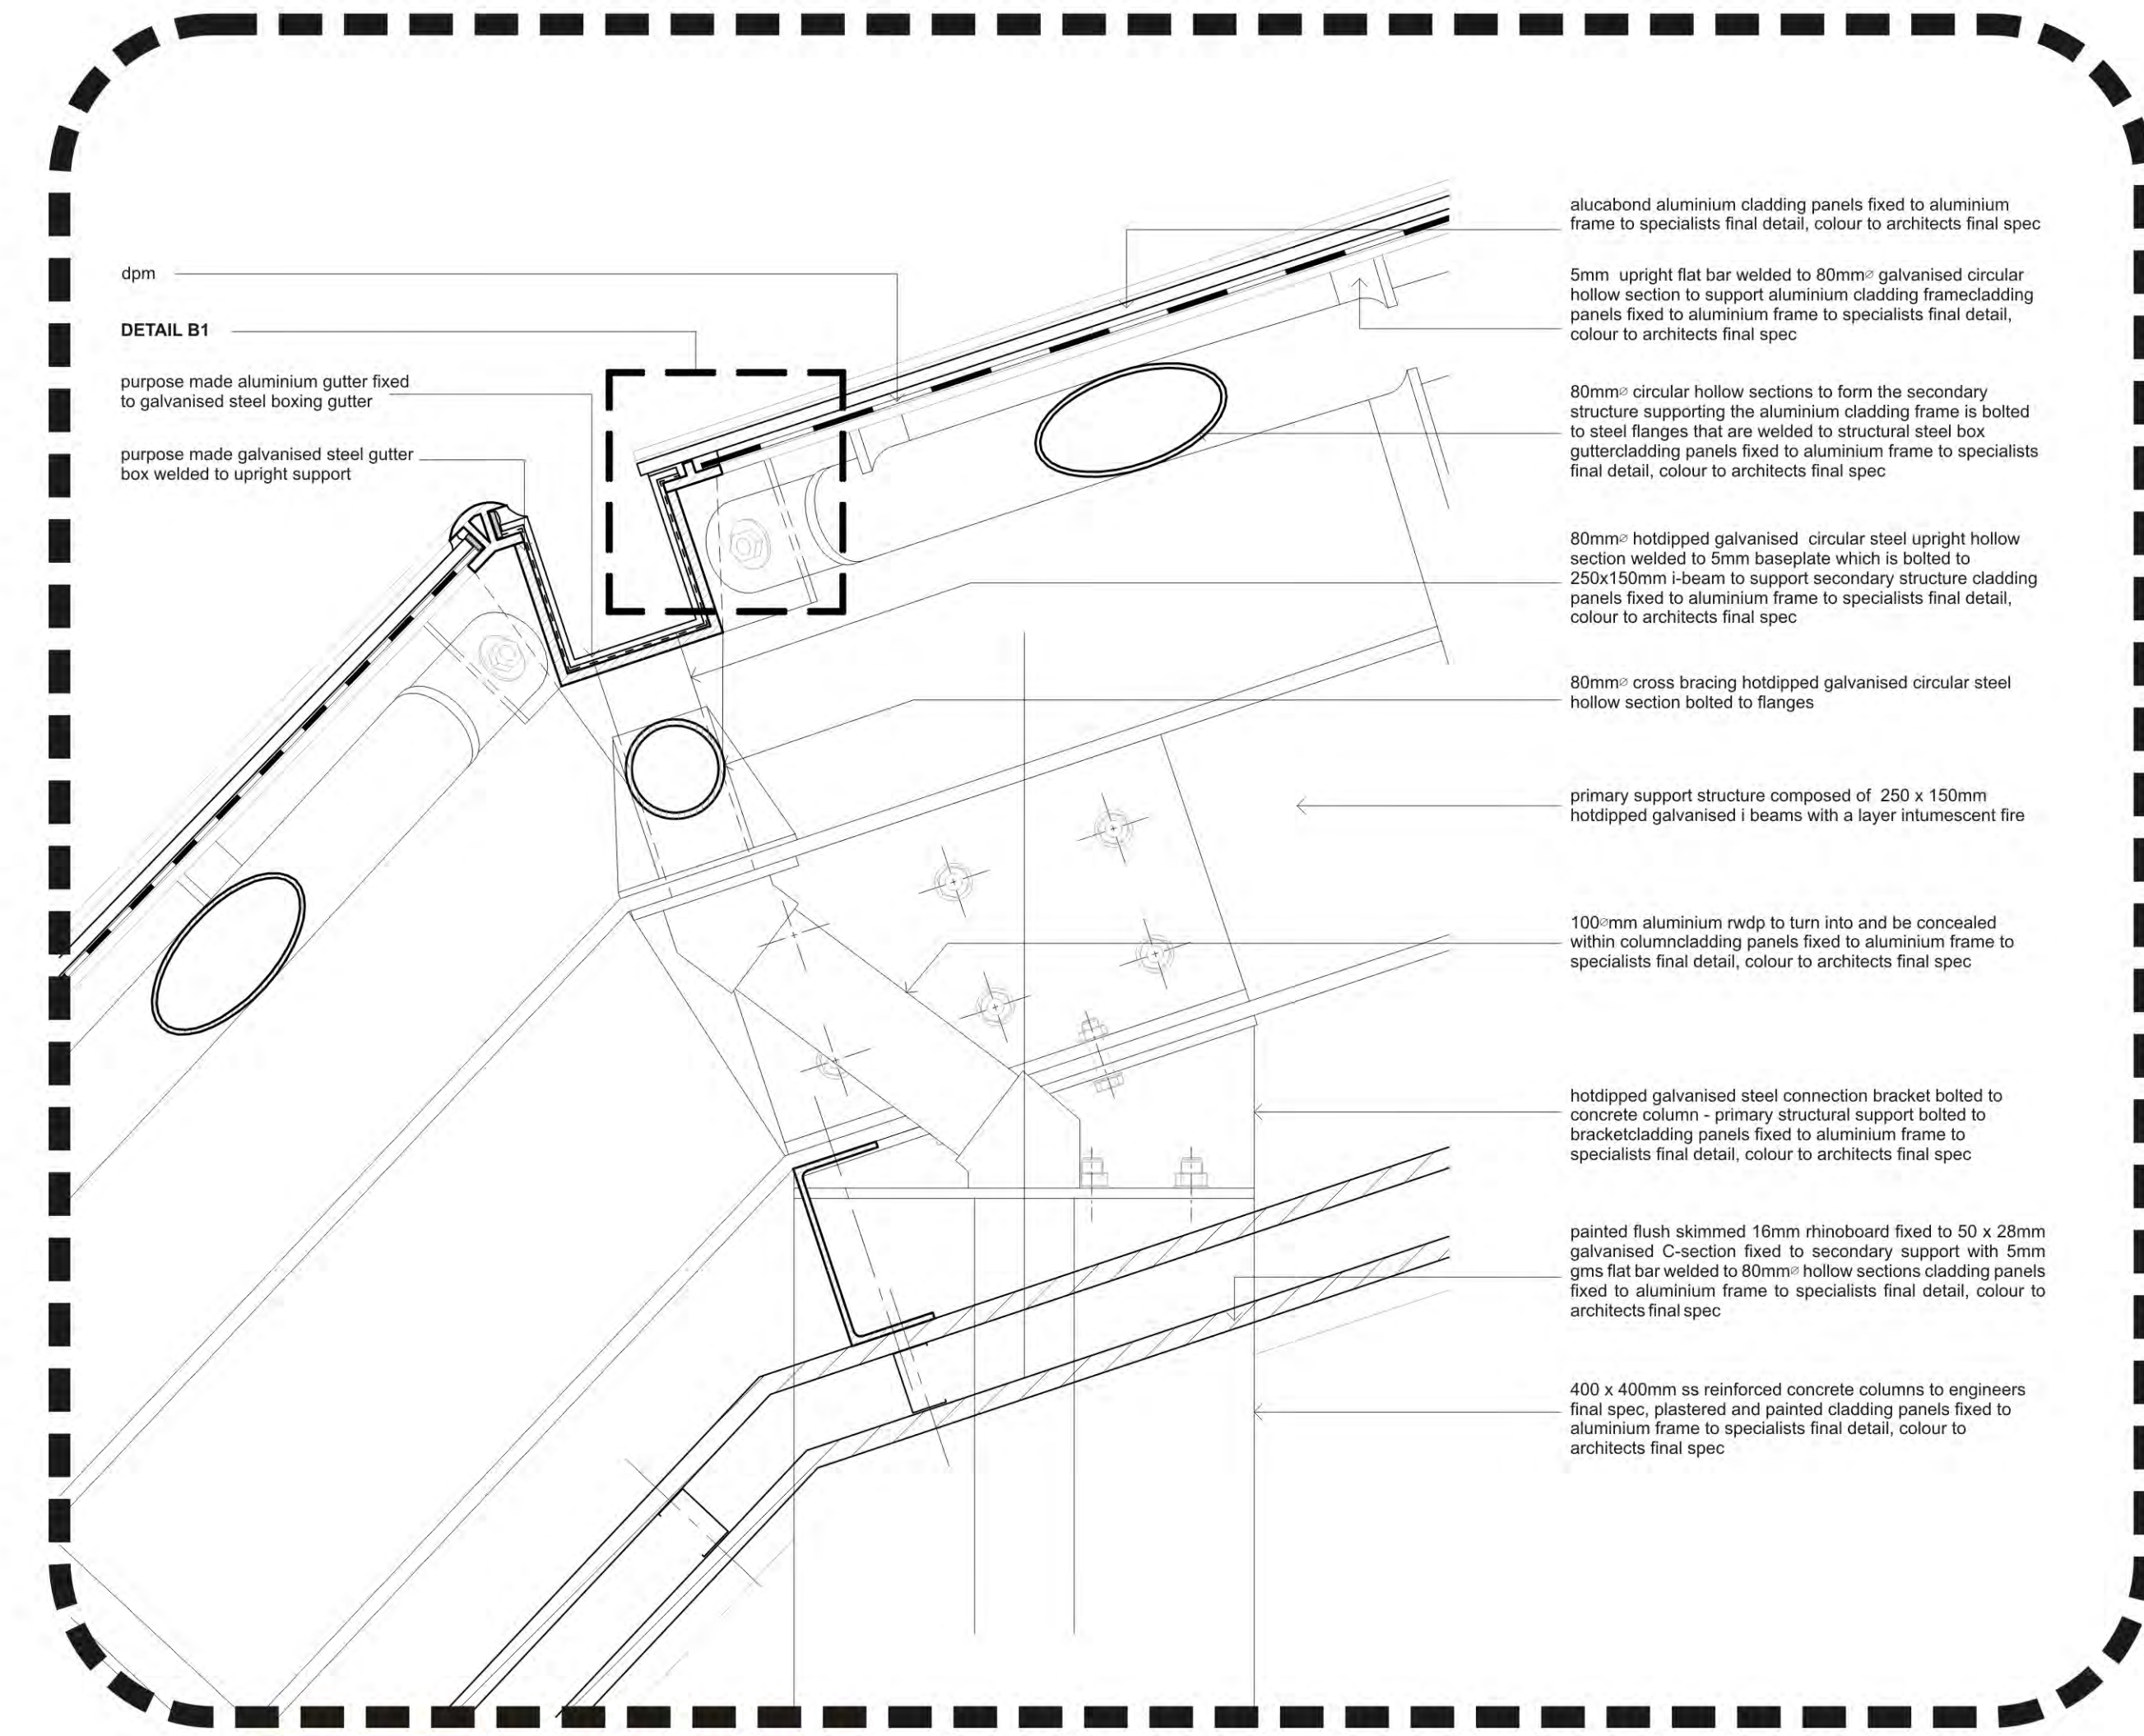 dpm
DETAIL B1
purpose made aluminium gutter fixed
to galvanised steel boxing gutter
purpose made galvanised steel gutter
box welded to upright support
alucabond aluminium cladding panels fixed to aluminium
frame to specialists final detail, colour to architects final spec
5mm upright flat bar welded to 80mm⌀ galvanised circular
hollow section to support aluminium cladding framecladding
panels fixed to aluminium frame to specialists final detail,
colour to architects final spec
80mm⌀ circular hollow sections to form the secondary
structure supporting the aluminium cladding frame is bolted
to steel flanges that are welded to structural steel box
guttercladding panels fixed to aluminium frame to specialists
final detail, colour to architects final spec
80mm⌀ hotdipped galvanised circular steel upright hollow
section welded to 5mm baseplate which is bolted to
250x150mm i-beam to support secondary structure cladding
panels fixed to aluminium frame to specialists final detail,
colour to architects final spec
80mm⌀ cross bracing hotdipped galvanised circular steel
hollow section bolted to flanges
primary support structure composed of 250 x 150mm
hotdipped galvanised i beams with a layer intumescent fire
100⌀mm aluminium rwdp to turn into and be concealed
within columncladding panels fixed to aluminium frame to
specialists final detail, colour to architects final spec
hotdipped galvanised steel connection bracket bolted to
concrete column - primary structural support bolted to
bracketcladding panels fixed to aluminium frame to
specialists final detail, colour to architects final spec
painted flush skimmed 16mm rhinoboard fixed to 50 x 28mm
galvanised C-section fixed to secondary support with 5mm
gms flat bar welded to 80mm⌀ hollow sections cladding panels
fixed to aluminium frame to specialists final detail, colour to
architects final spec
400 x 400mm ss reinforced concrete columns to engineers
final spec, plastered and painted cladding panels fixed to
aluminium frame to specialists final detail, colour to
architects final spec